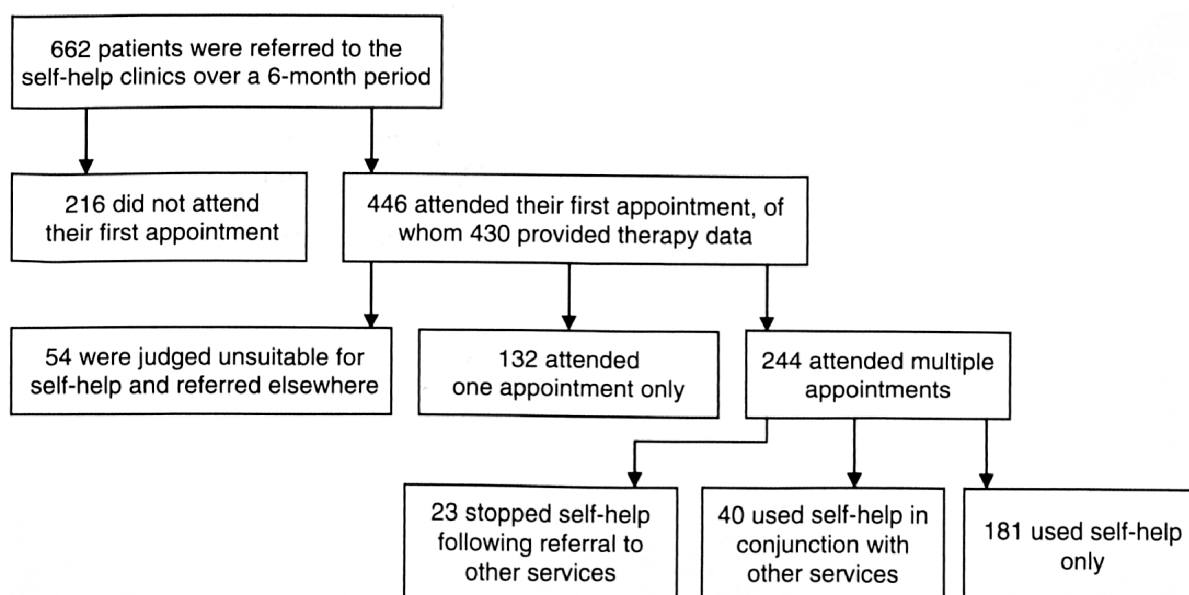 662 patients were referred to the
self-help clinics over a 6-month period
216 did not attend
their first appointment
446 attended their first appointment, of
whom 430 provided therapy data
54 were judged unsuitable for
self-help and referred elsewhere
132 attended
one appointment only
244 attended multiple
appointments
23 stopped self-help
following referral to
other services
40 used self-help in
conjunction with
other services
181 used self-help
only